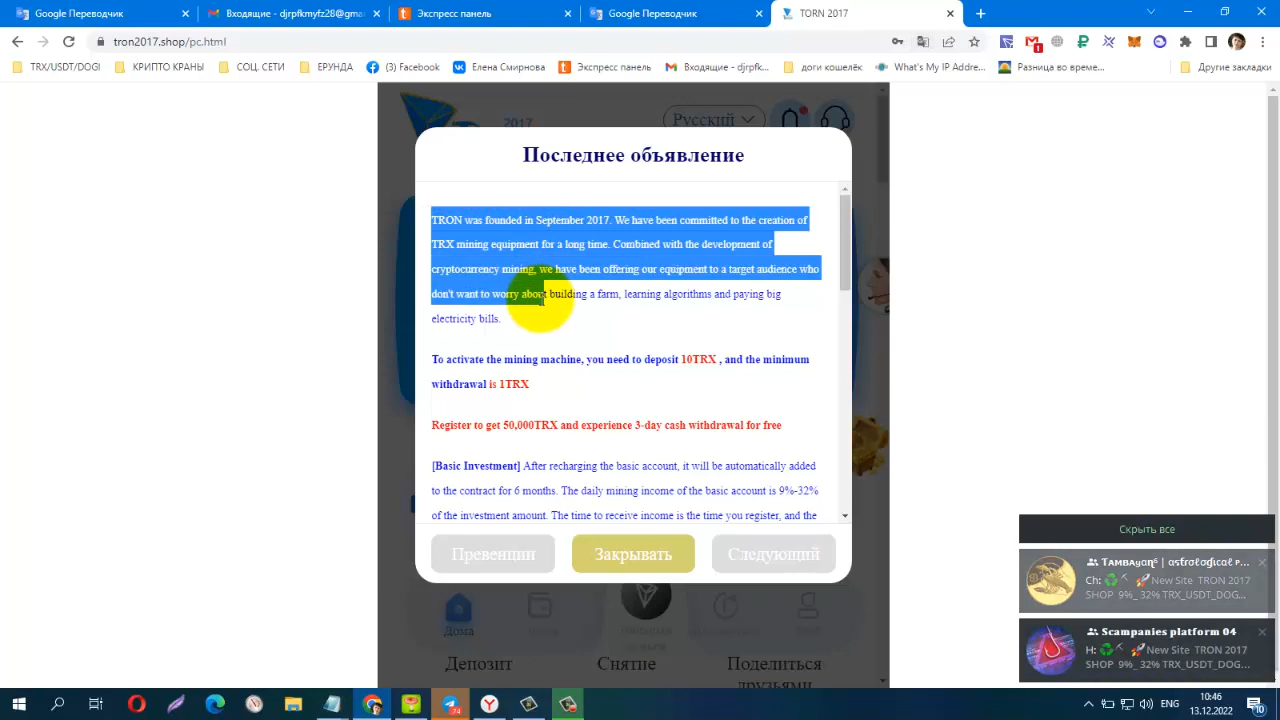 Google Переводчик
Входящие - djrpfkmyfz28@gma
Экспресс панель
Google Переводчик
TORN 2017
tron2017.shop/pc.html
TRX/USDT/DOGI
КРИПТО КРАНЫ
СОЦ. СЕТИ
ЕРУНДА
(3) Facebook
Елена Смирнова
Экспресс панель
Входящие - djrpfk...
доги кошелёк
What's My IP Addre...
Разница во време...
Другие закладки
2017
Русский
Последнее объявление
TRON was founded in September 2017. We have been committed to the creation of
TRX mining equipment for a long time. Combined with the development of
cryptocurrency mining, we have been offering our equipment to a target audience who
don't want to worry about building a farm, learning algorithms and paying big
electricity bills.
To activate the mining machine, you need to deposit 10TRX , and the minimum
withdrawal is 1TRX
Register to get 50,000TRX and experience 3-day cash withdrawal for free
[Basic Investment] After recharging the basic account, it will be automatically added
to the contract for 6 months. The daily mining income of the basic account is 9%-32%
of the investment amount. The time to receive income is the time you register, and the
Превенции
Закрывать
Следующий
Дома
Депозит
Снятие
Поделиться
друзьями
Скрыть все
Ch: New Site TRON 2017
SHOP 9%_ 32% TRX_USDT_DOG...
Scampanies platform 04
H: New Site TRON 2017
SHOP 9%_ 32% TRX_USDT_DOG...
74
ENG
10:46
13.12.2022
10